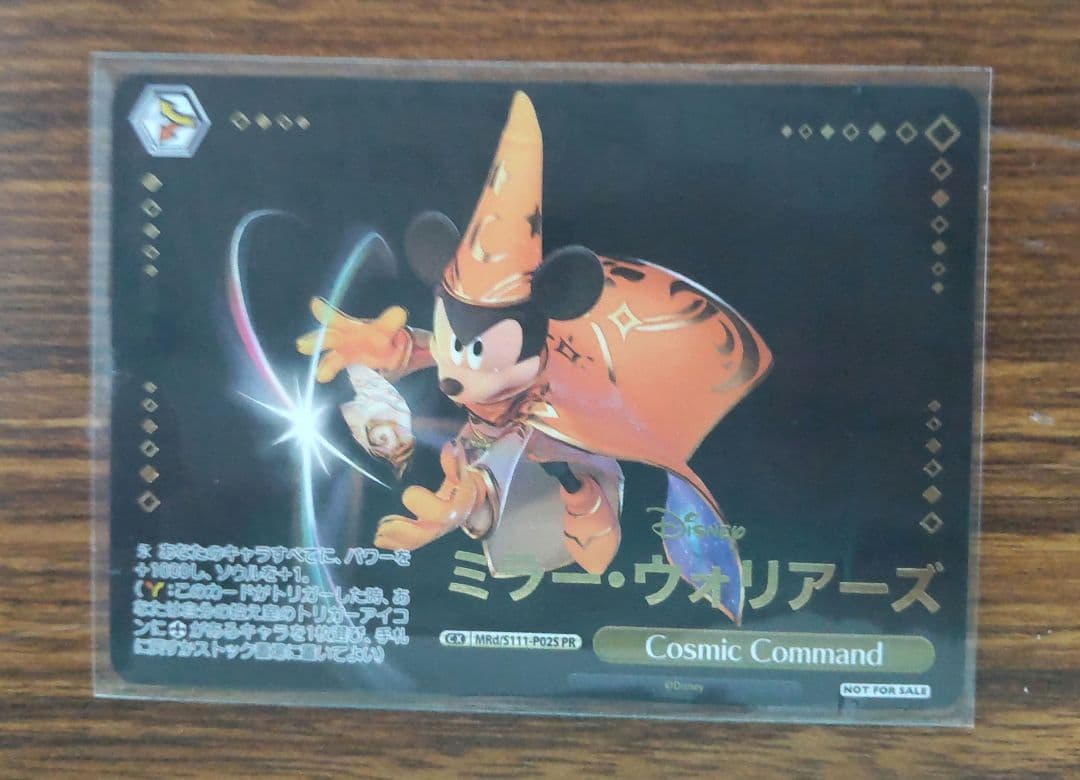 Disney
ミラー・ウォリアーズ
あなたのキャラすべてに、パワーを
+1000し、ソウルを+1。
(:このカードがトリガーした時、あ
なたは自分の控え室のトリガーアイコ
ンに があるキャラを1枚選び、手札
に戻すかストック置場に置いてよい)
CX MRd/S111-P02S PR
Cosmic Command
©Disney
NOT FOR SALE